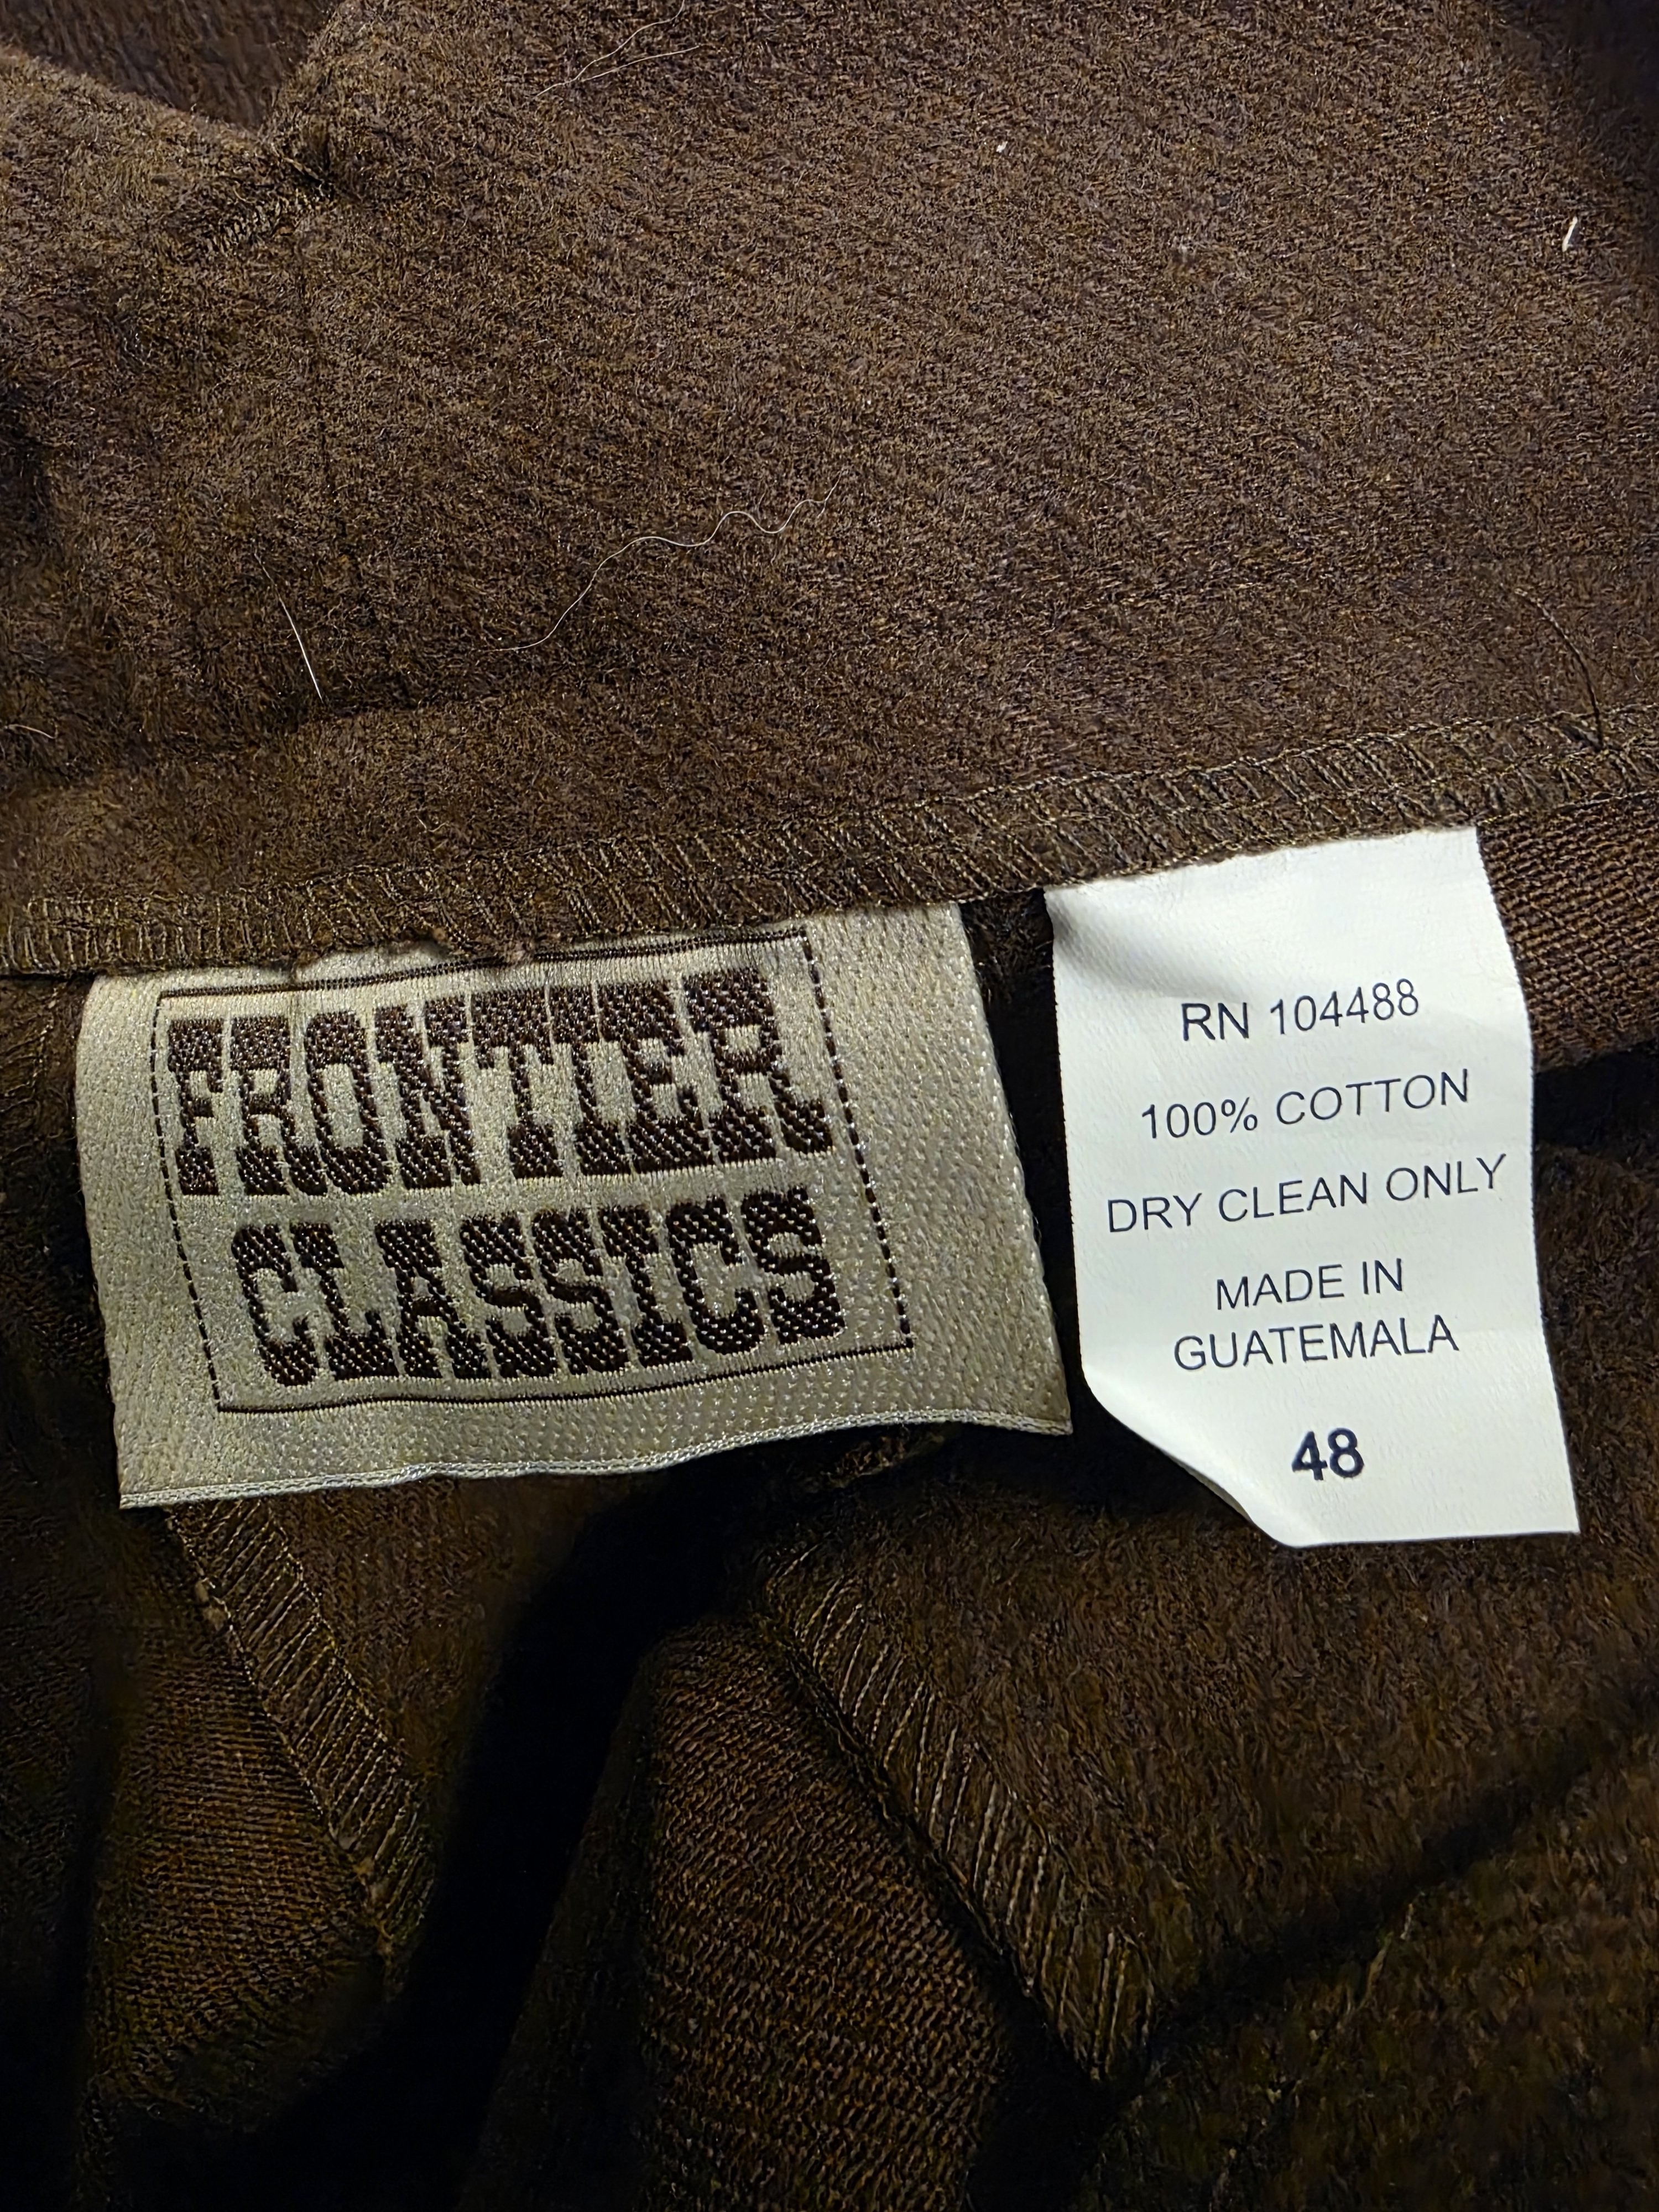 FRONTIER
CLASSICS
RN 104488
100% COTTON
DRY CLEAN ONLY
MADE IN
GUATEMALA
48